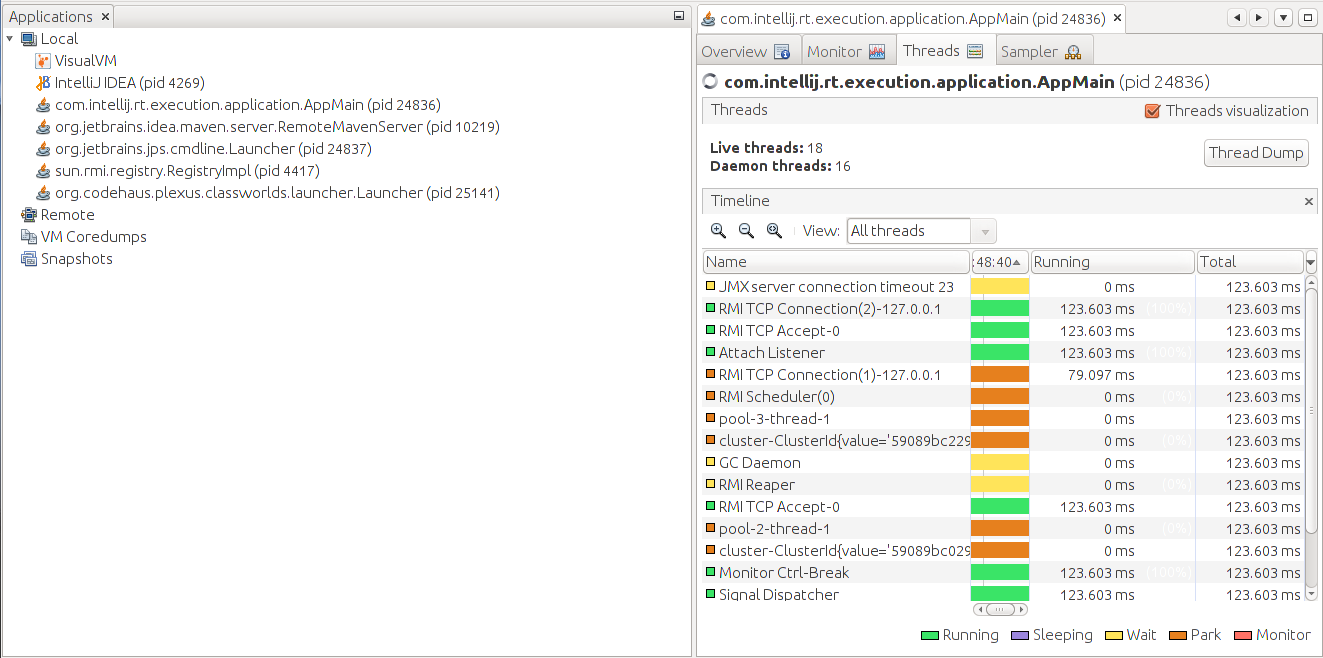 Applications
Local
VisualVM
IntelliJ IDEA (pid 4269)
com.intellij.rt.execution.application.AppMain (pid 24836)
org.jetbrains.idea.maven.server.RemoteMavenServer (pid 10219)
org.jetbrains.jps.cmdline.Launcher (pid 24837)
sun.rmi.registry.RegistryImpl (pid 4417)
org.codehaus.plexus.classworlds.launcher.Launcher (pid 25141)
Remote
VM Coredumps
Snapshots
com.intellij.rt.execution.application.AppMain (pid 24836)
Overview Monitor Threads Sampler
com.intellij.rt.execution.application.AppMain (pid 24836)
Threads Threads visualization
Live threads: 18
Daemon threads: 16
Thread Dump
Timeline
View: All threads
Name :48:40 Running Total
JMX server connection timeout 23 0 ms 123.603 ms
RMI TCP Connection(2)-127.0.0.1 123.603 ms (100%) 123.603 ms
RMI TCP Accept-0 123.603 ms 123.603 ms
Attach Listener 123.603 ms (100%) 123.603 ms
RMI TCP Connection(1)-127.0.0.1 79.097 ms 123.603 ms
RMI Scheduler(0) 0 ms (0%) 123.603 ms
pool-3-thread-1 0 ms 123.603 ms
cluster-ClusterId{value='59089bc229 0 ms (0%) 123.603 ms
GC Daemon 0 ms 123.603 ms
RMI Reaper 0 ms (0%) 123.603 ms
RMI TCP Accept-0 123.603 ms 123.603 ms
pool-2-thread-1 0 ms (0%) 123.603 ms
cluster-ClusterId{value='59089bc029 0 ms 123.603 ms
Monitor Ctrl-Break 123.603 ms (100%) 123.603 ms
Signal Dispatcher 123.603 ms 123.603 ms
Running Sleeping Wait Park Monitor